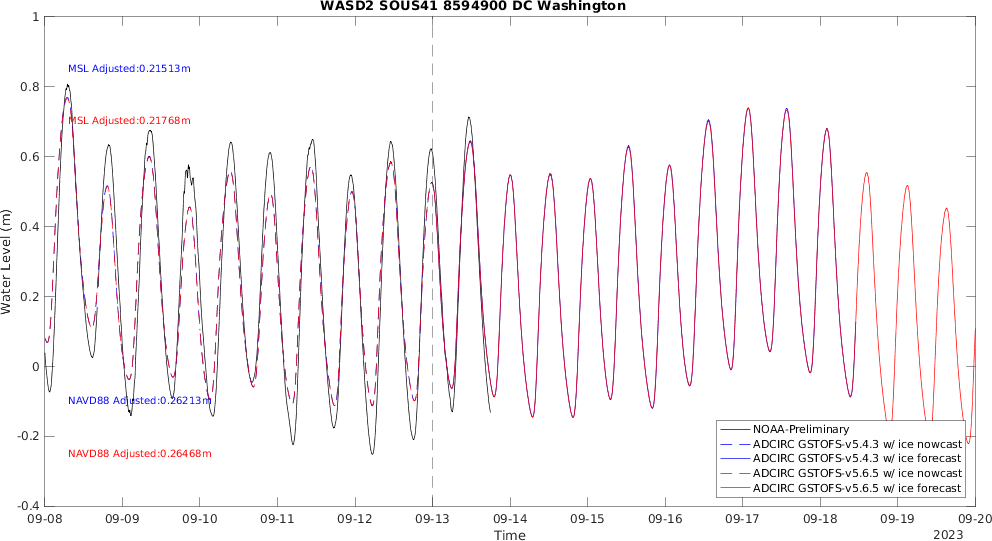 WASD2 SOUS41 8594900 DC Washington
1
0.8
0.6
0.4
0.2
0
-0.2
-0.4
Water Level (m)
MSL Adjusted:0.21513m
MSL Adjusted:0.21768m
NAVD88 Adjusted:0.26213m
NAVD88 Adjusted:0.26468m
NOAA-Preliminary
ADCIRC GSTOFS-v5.4.3 w/ ice nowcast
ADCIRC GSTOFS-v5.4.3 w/ ice forecast
ADCIRC GSTOFS-v5.6.5 w/ ice nowcast
ADCIRC GSTOFS-v5.6.5 w/ ice forecast
09-08 09-09 09-10 09-11 09-12 09-13 09-14 09-15 09-16 09-17 09-18 09-19 09-20
Time
2023